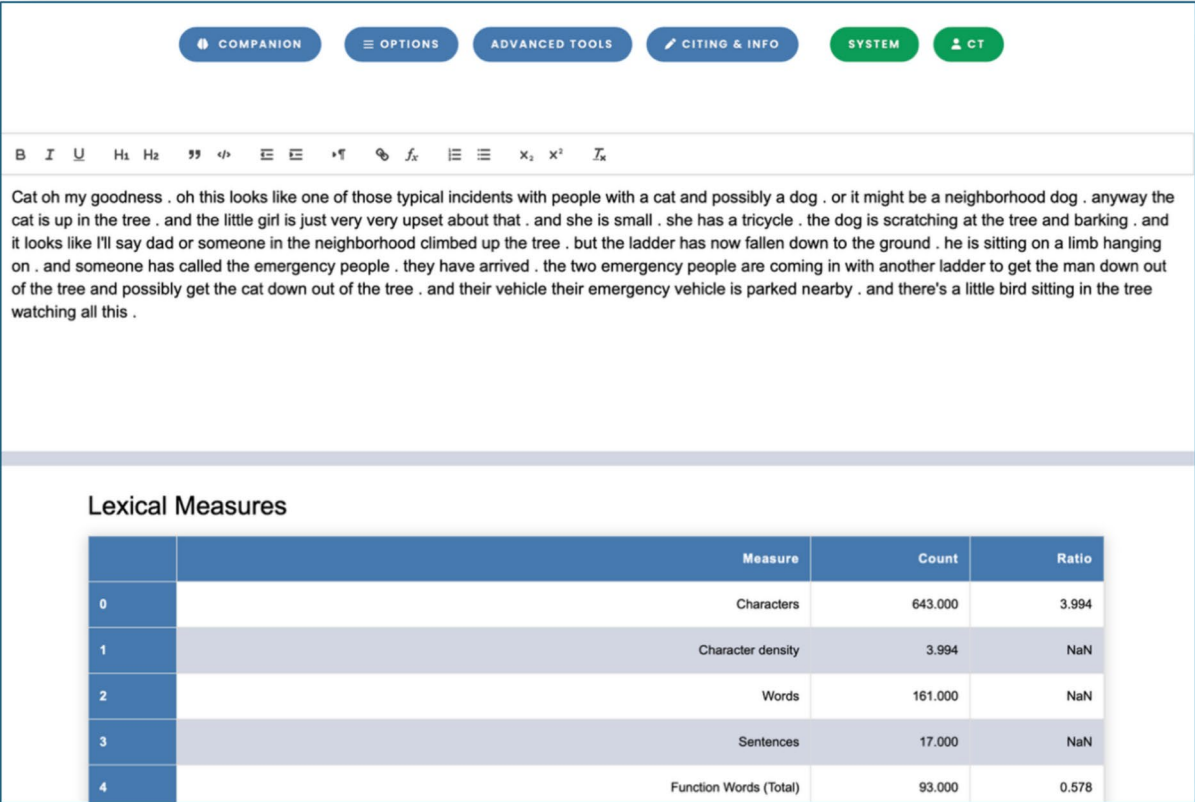 COMPANION OPTIONS ADVANCED TOOLS CITING & INFO SYSTEM CT
B I U H1 H2 ” </> ¶ fx X₂ X² Tx
Cat oh my goodness . oh this looks like one of those typical incidents with people with a cat and possibly a dog . or it might be a neighborhood dog . anyway the
cat is up in the tree . and the little girl is just very very upset about that . and she is small . she has a tricycle . the dog is scratching at the tree and barking . and
it looks like I'll say dad or someone in the neighborhood climbed up the tree . but the ladder has now fallen down to the ground . he is sitting on a limb hanging
on . and someone has called the emergency people . they have arrived . the two emergency people are coming in with another ladder to get the man down out
of the tree and possibly get the cat down out of the tree . and their vehicle their emergency vehicle is parked nearby . and there's a little bird sitting in the tree
watching all this .
Lexical Measures
Measure Count Ratio
0 Characters 643.000 3.994
1 Character density 3.994 NaN
2 Words 161.000 NaN
3 Sentences 17.000 NaN
4 Function Words (Total) 93.000 0.578